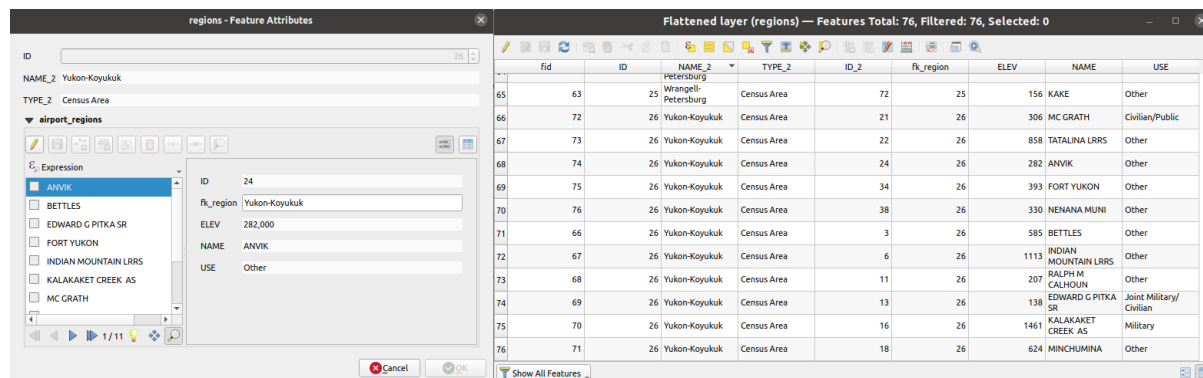 regions - Feature Attributes
ID 26
NAME_2 Yukon-Koyukuk
TYPE_2 Census Area
airport_regions
Expression
ANVIK
BETTLES
EDWARD G PITKA SR
FORT YUKON
INDIAN MOUNTAIN LRRS
KALAKAKET CREEK AS
MC GRATH
1/11
ID 24
fk_region Yukon-Koyukuk
ELEV 282,000
NAME ANVIK
USE Other
Cancel OK
Flattened layer (regions) — Features Total: 76, Filtered: 76, Selected: 0
fid ID NAME_2 TYPE_2 ID_2 fk_region ELEV NAME USE
Petersburg
65 63 25 Wrangell-Petersburg Census Area 72 25 156 KAKE Other
66 72 26 Yukon-Koyukuk Census Area 21 26 306 MC GRATH Civilian/Public
67 73 26 Yukon-Koyukuk Census Area 22 26 858 TATALINA LRRS Other
68 74 26 Yukon-Koyukuk Census Area 24 26 282 ANVIK Other
69 75 26 Yukon-Koyukuk Census Area 34 26 393 FORT YUKON Other
70 76 26 Yukon-Koyukuk Census Area 38 26 330 NENANA MUNI Other
71 66 26 Yukon-Koyukuk Census Area 3 26 585 BETTLES Other
72 67 26 Yukon-Koyukuk Census Area 6 26 1113 INDIAN MOUNTAIN LRRS Other
73 68 26 Yukon-Koyukuk Census Area 11 26 207 RALPH M CALHOUN Other
74 69 26 Yukon-Koyukuk Census Area 13 26 138 EDWARD G PITKA SR Joint Military/Civilian
75 70 26 Yukon-Koyukuk Census Area 16 26 1461 KALAKAKET CREEK AS Military
76 71 26 Yukon-Koyukuk Census Area 18 26 624 MINCHUMINA Other
Show All Features